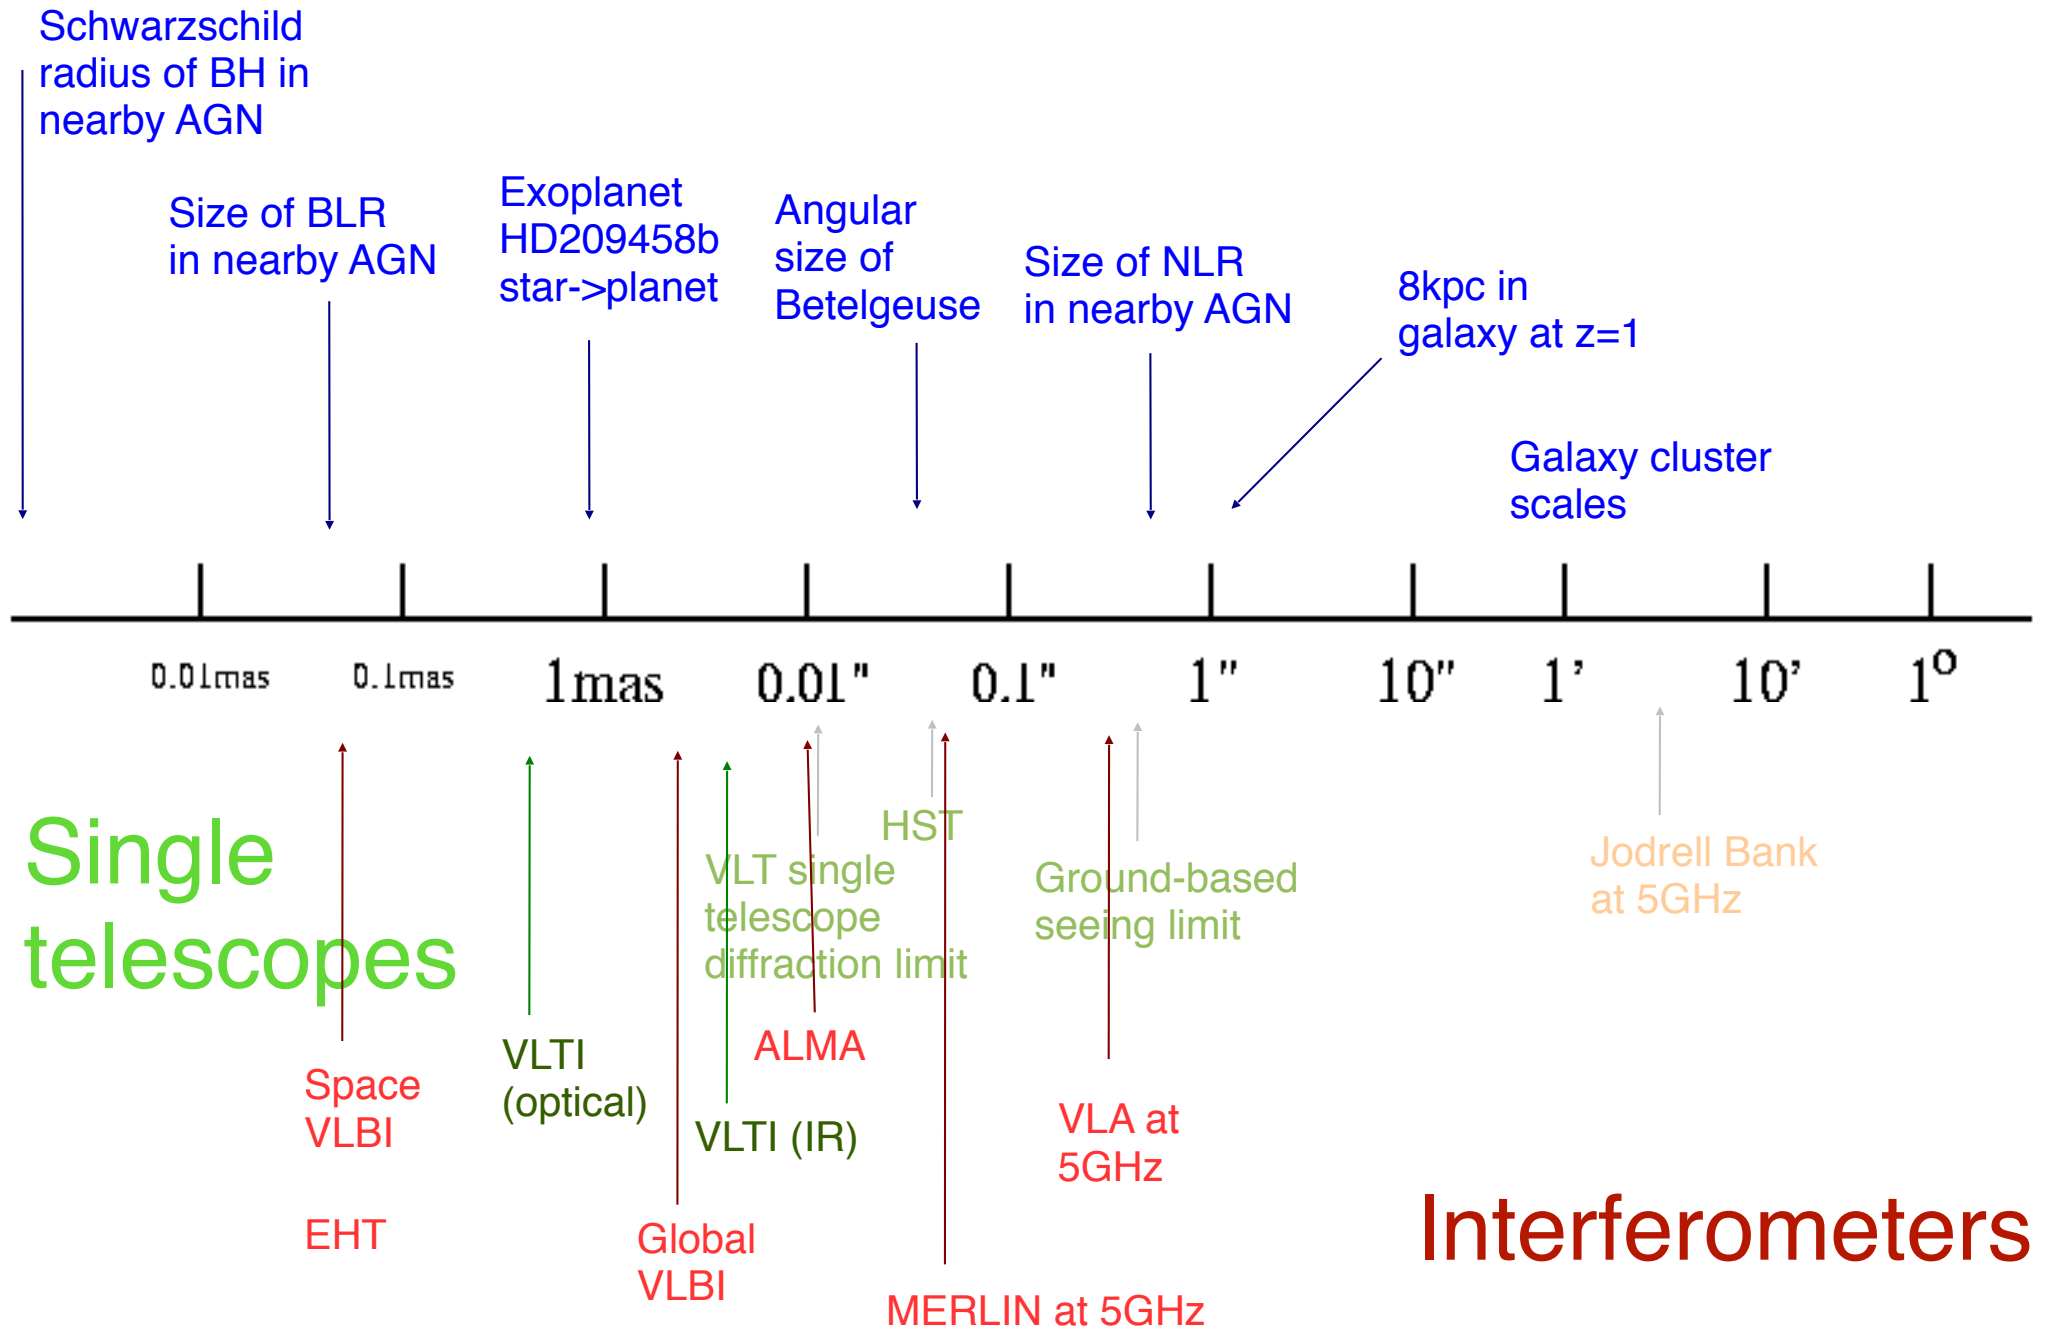 Schwarzschild
radius of BH in
nearby AGN
Size of BLR
in nearby AGN
Exoplanet
HD209458b
star->planet
Angular
size of
Betelgeuse
Size of NLR
in nearby AGN
8kpc in
galaxy at z=1
Galaxy cluster
scales
0.01mas 0.1mas 1mas 0.01" 0.1" 1" 10" 1' 10' 1°
Single
telescopes
HST
VLT single
telescope
diffraction limit
Ground-based
seeing limit
Jodrell Bank
at 5GHz
Space
VLBI
EHT
VLTI
(optical)
ALMA
VLTI (IR)
Global
VLBI
VLA at
5GHz
MERLIN at 5GHz
Interferometers